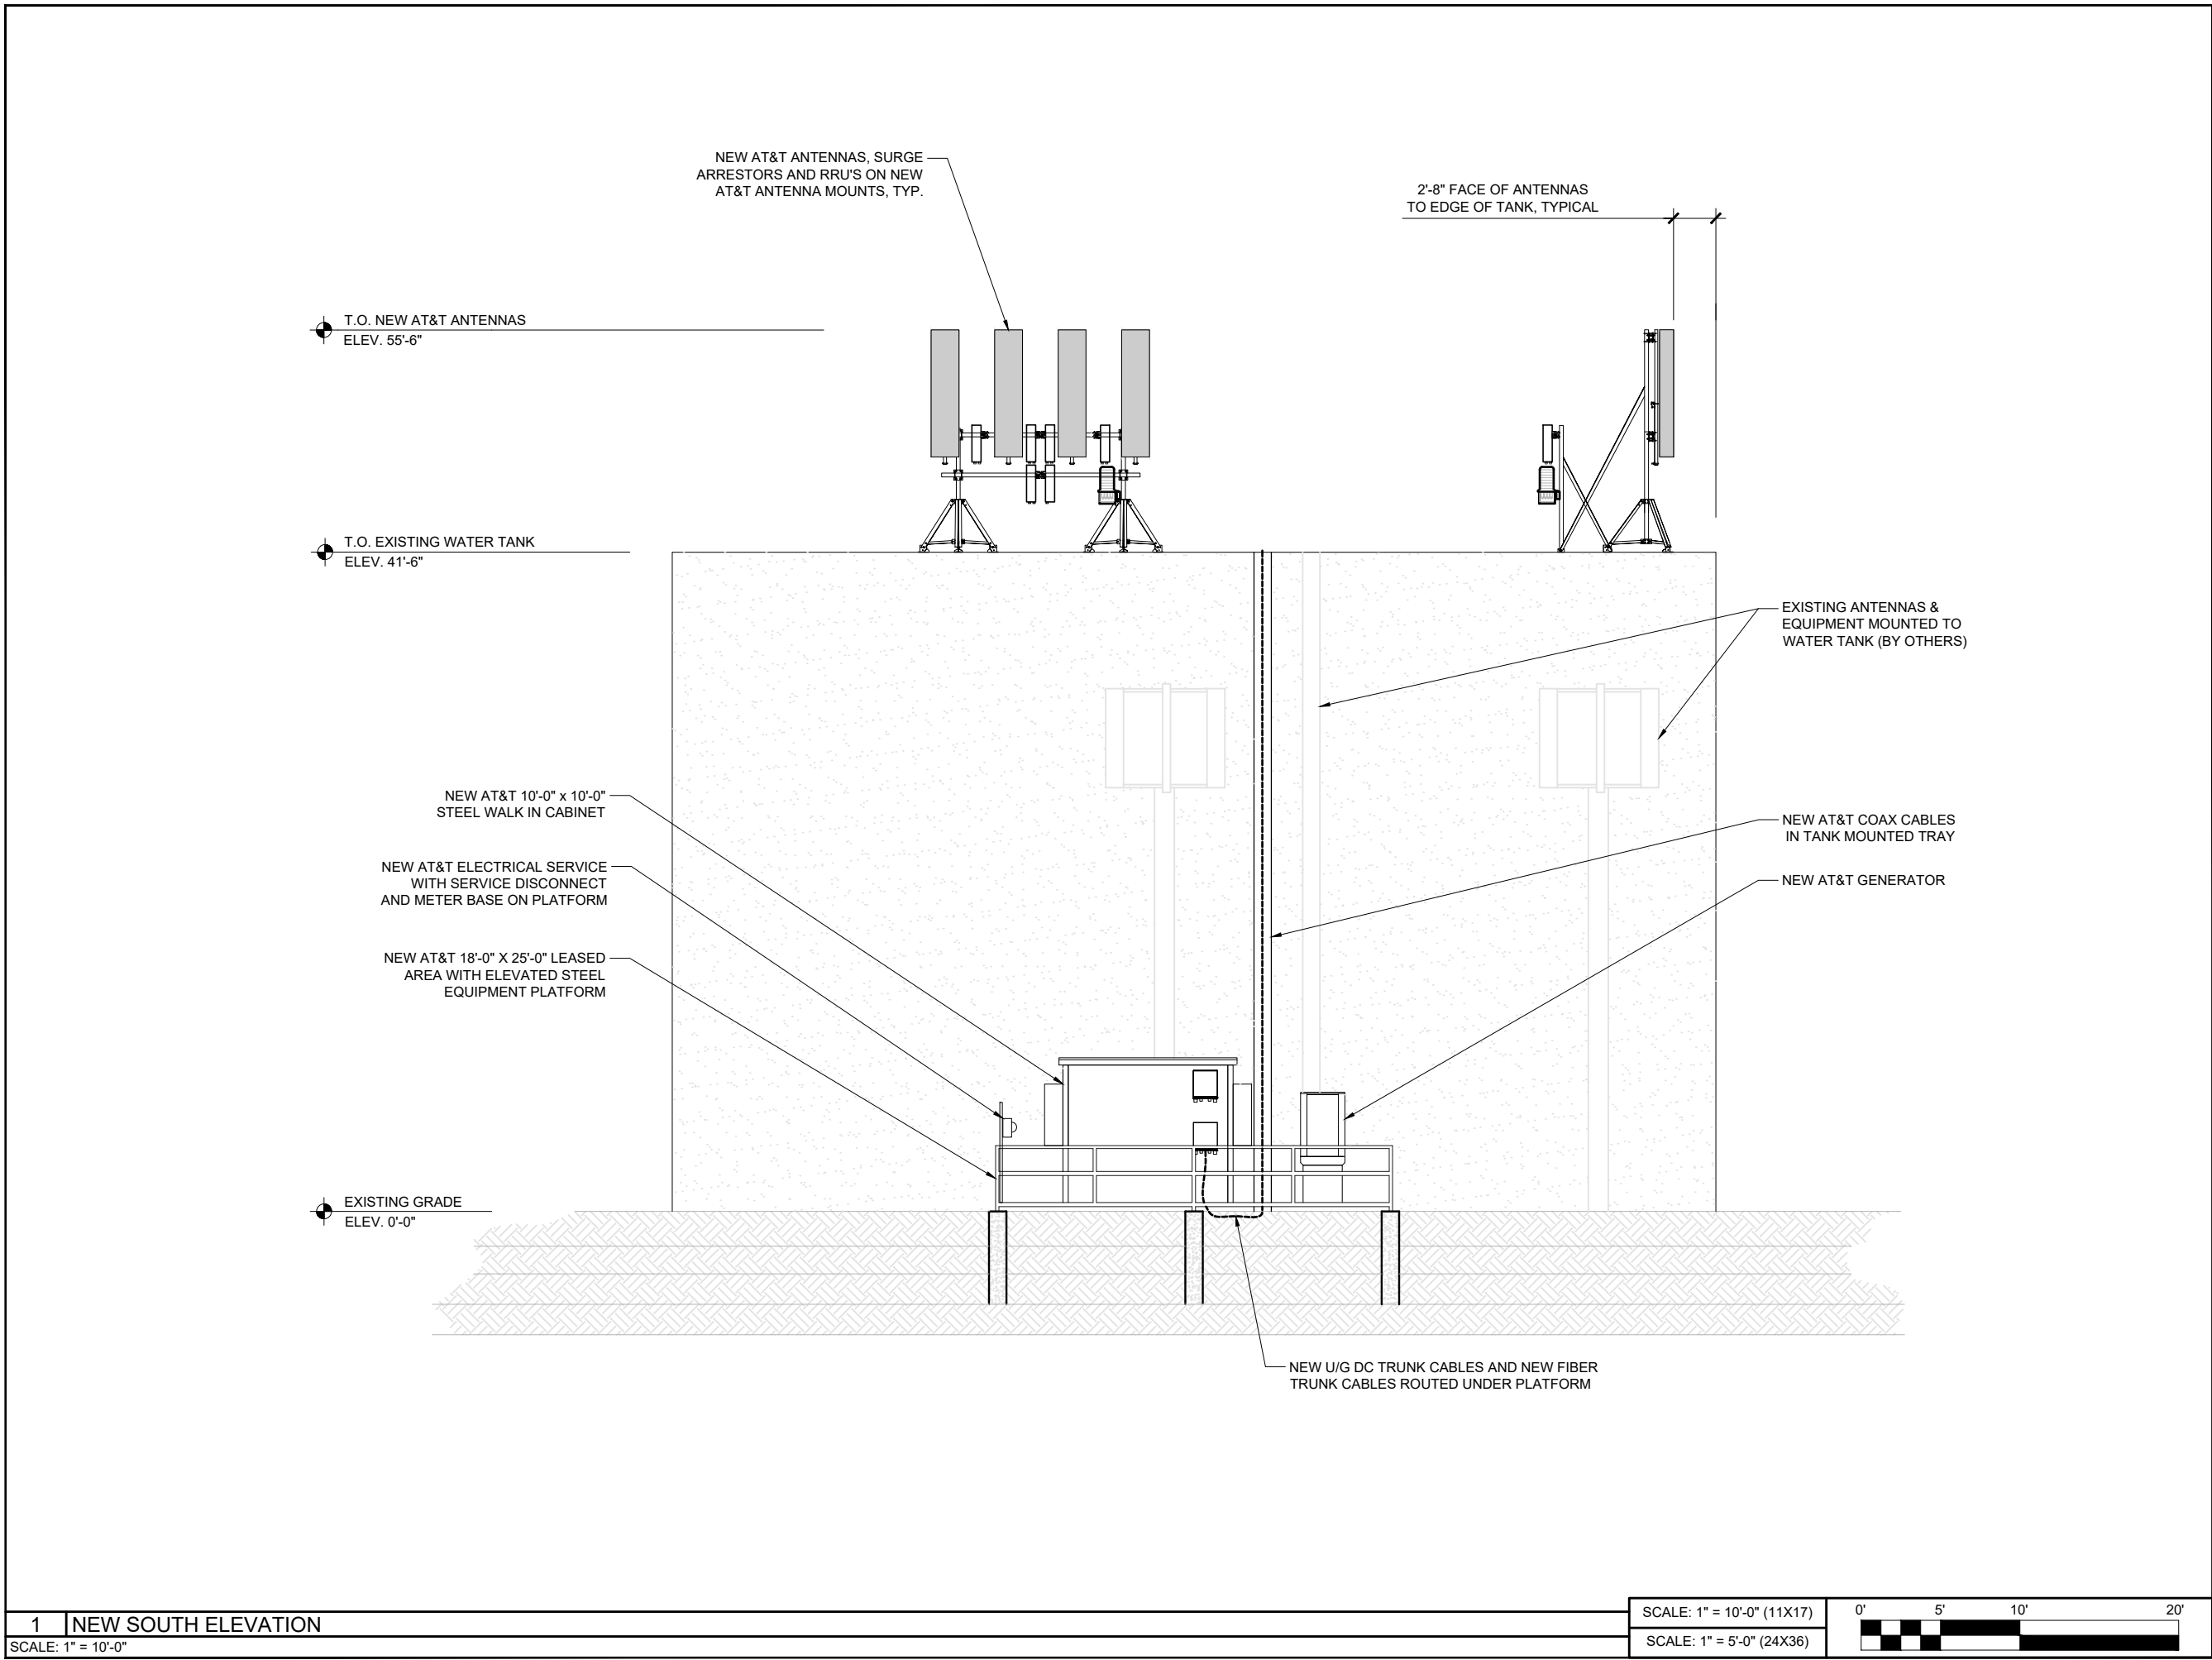 NEW AT&T ANTENNAS, SURGE
ARRESTORS AND RRU'S ON NEW
AT&T ANTENNA MOUNTS, TYP.
2'-8" FACE OF ANTENNAS
TO EDGE OF TANK, TYPICAL
T.O. NEW AT&T ANTENNAS
ELEV. 55'-6"
T.O. EXISTING WATER TANK
ELEV. 41'-6"
EXISTING ANTENNAS &
EQUIPMENT MOUNTED TO
WATER TANK (BY OTHERS)
NEW AT&T 10'-0" x 10'-0"
STEEL WALK IN CABINET
NEW AT&T COAX CABLES
IN TANK MOUNTED TRAY
NEW AT&T ELECTRICAL SERVICE
WITH SERVICE DISCONNECT
AND METER BASE ON PLATFORM
NEW AT&T GENERATOR
NEW AT&T 18'-0" X 25'-0" LEASED
AREA WITH ELEVATED STEEL
EQUIPMENT PLATFORM
EXISTING GRADE
ELEV. 0'-0"
NEW U/G DC TRUNK CABLES AND NEW FIBER
TRUNK CABLES ROUTED UNDER PLATFORM
1 NEW SOUTH ELEVATION
SCALE: 1" = 10'-0"
SCALE: 1" = 10'-0" (11X17)
SCALE: 1" = 5'-0" (24X36)
0' 5' 10' 20'